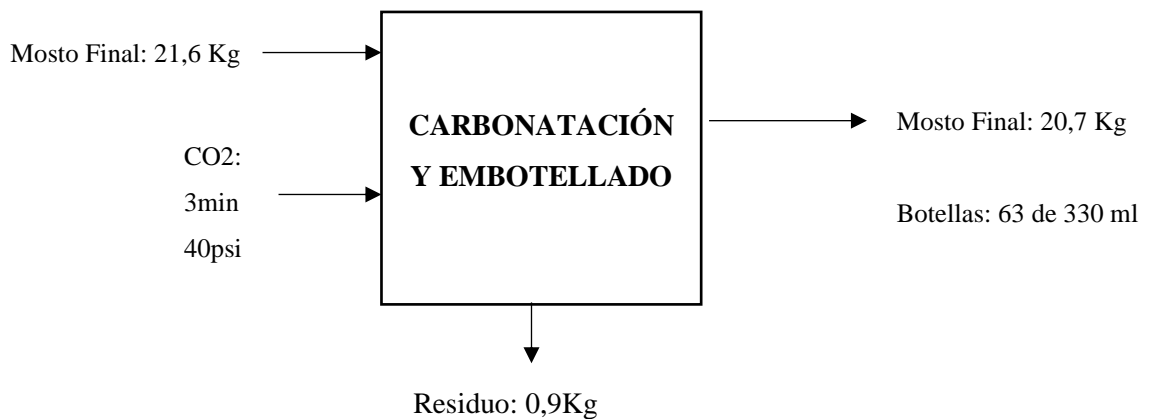 Mosto Final: 21,6 Kg
CO2:
3min
40psi
CARBONATACIÓN
Y EMBOTELLADO
Mosto Final: 20,7 Kg
Botellas: 63 de 330 ml
Residuo: 0,9Kg